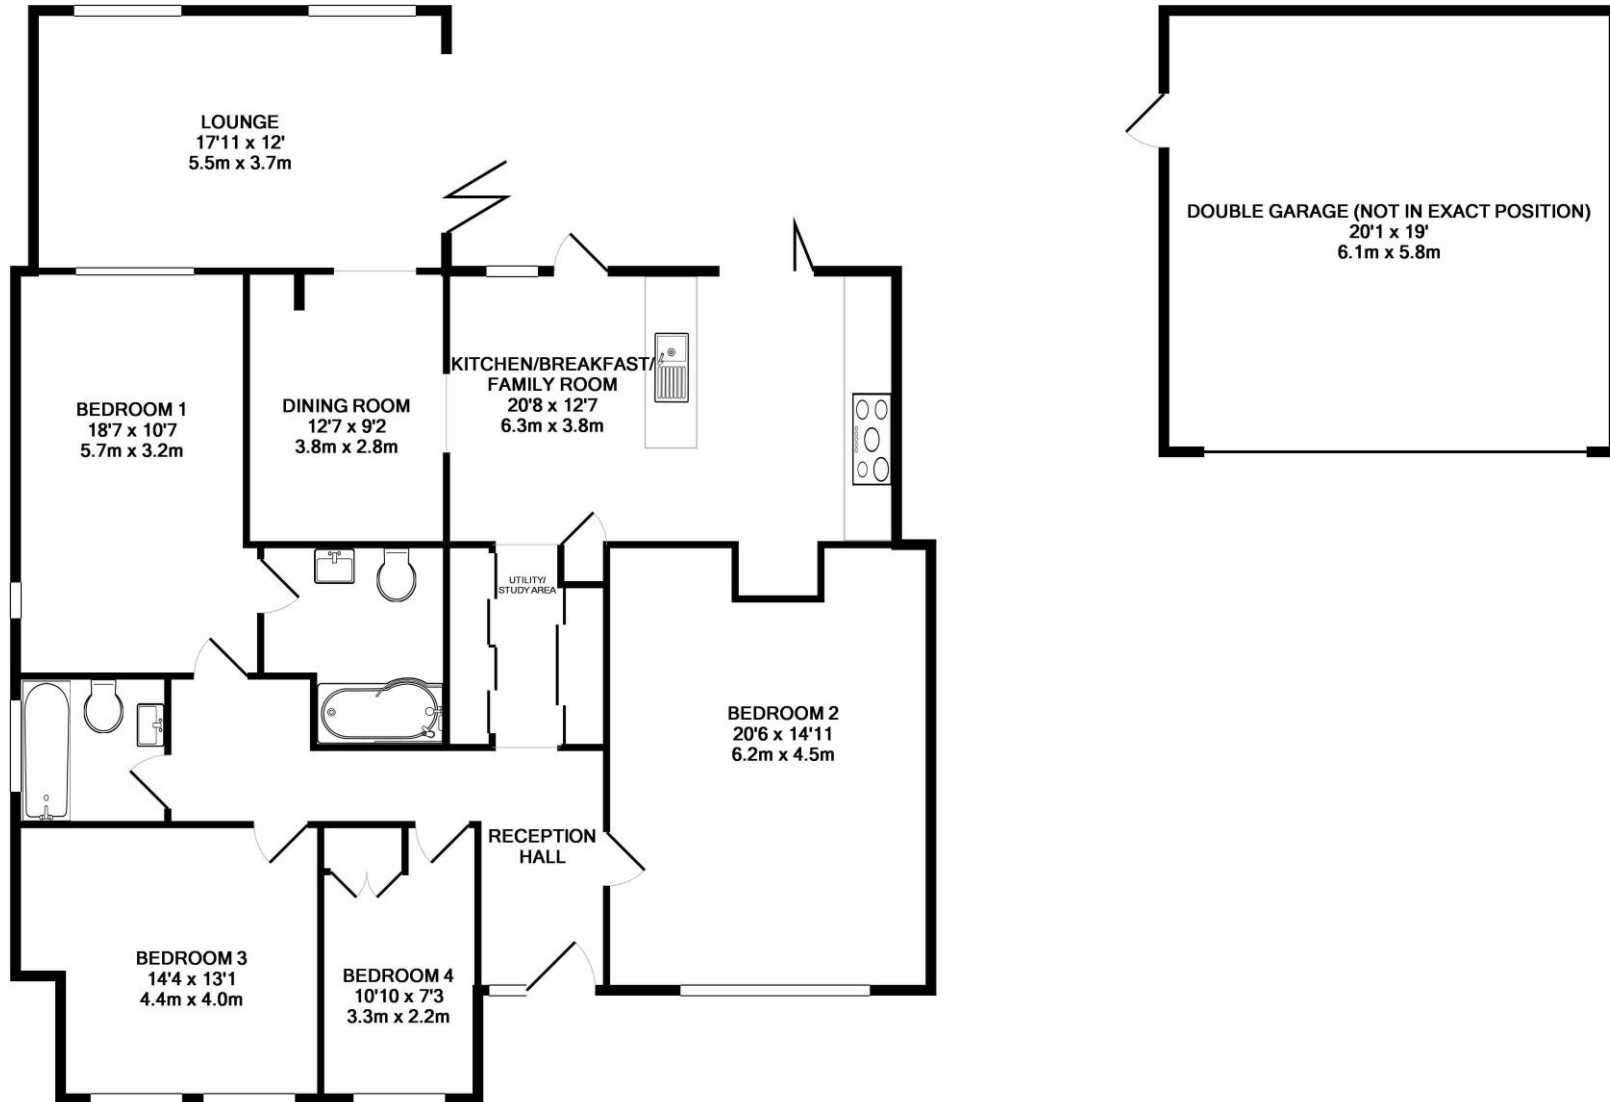 LOUNGE
17'11 x 12'
5.5m x 3.7m
DOUBLE GARAGE (NOT IN EXACT POSITION)
20'1 x 19'
6.1m x 5.8m
BEDROOM 1
18'7 x 10'7
5.7m x 3.2m
DINING ROOM
12'7 x 9'2
3.8m x 2.8m
KITCHEN/BREAKFAST/
FAMILY ROOM
20'8 x 12'7
6.3m x 3.8m
UTILITY/
STUDY AREA
BEDROOM 2
20'6 x 14'11
6.2m x 4.5m
RECEPTION
HALL
BEDROOM 3
14'4 x 13'1
4.4m x 4.0m
BEDROOM 4
10'10 x 7'3
3.3m x 2.2m